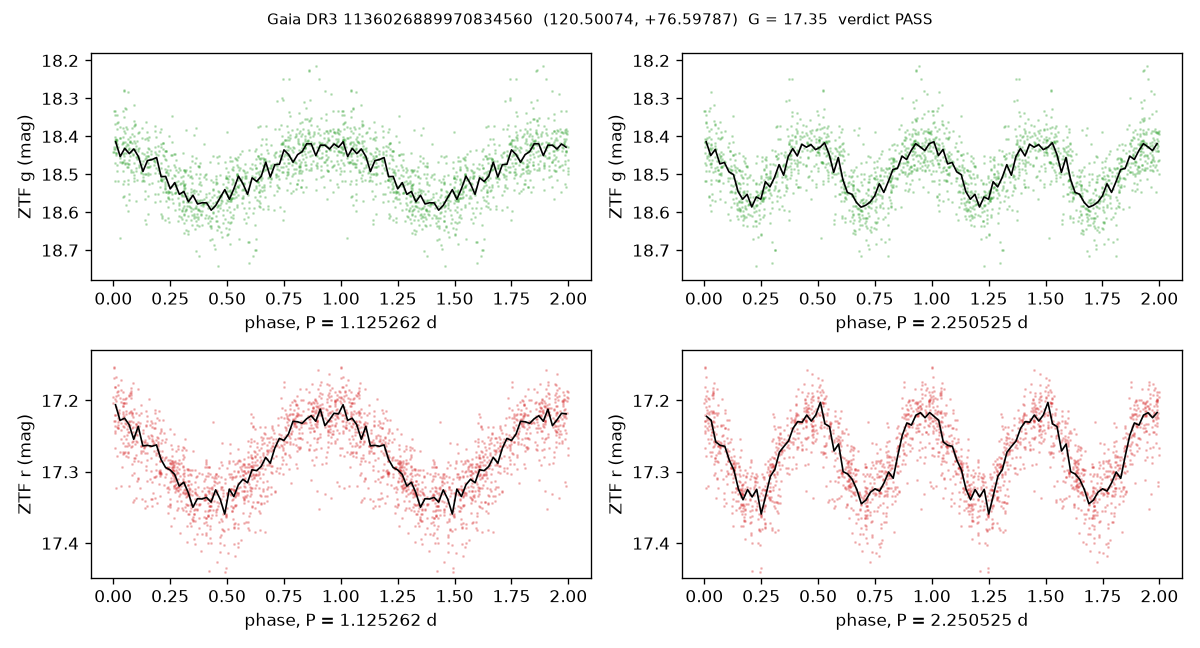 Gaia DR3 1136026889970834560 (120.50074, +76.59787) G = 17.35 verdict PASS
18.2
18.3
18.4
18.5
18.6
18.7
ZTF g (mag)
0.00 0.25 0.50 0.75 1.00 1.25 1.50 1.75 2.00
phase, P = 1.125262 d
18.2
18.3
18.4
18.5
18.6
18.7
ZTF g (mag)
0.00 0.25 0.50 0.75 1.00 1.25 1.50 1.75 2.00
phase, P = 2.250525 d
17.2
17.3
17.4
ZTF r (mag)
0.00 0.25 0.50 0.75 1.00 1.25 1.50 1.75 2.00
phase, P = 1.125262 d
17.2
17.3
17.4
ZTF r (mag)
0.00 0.25 0.50 0.75 1.00 1.25 1.50 1.75 2.00
phase, P = 2.250525 d